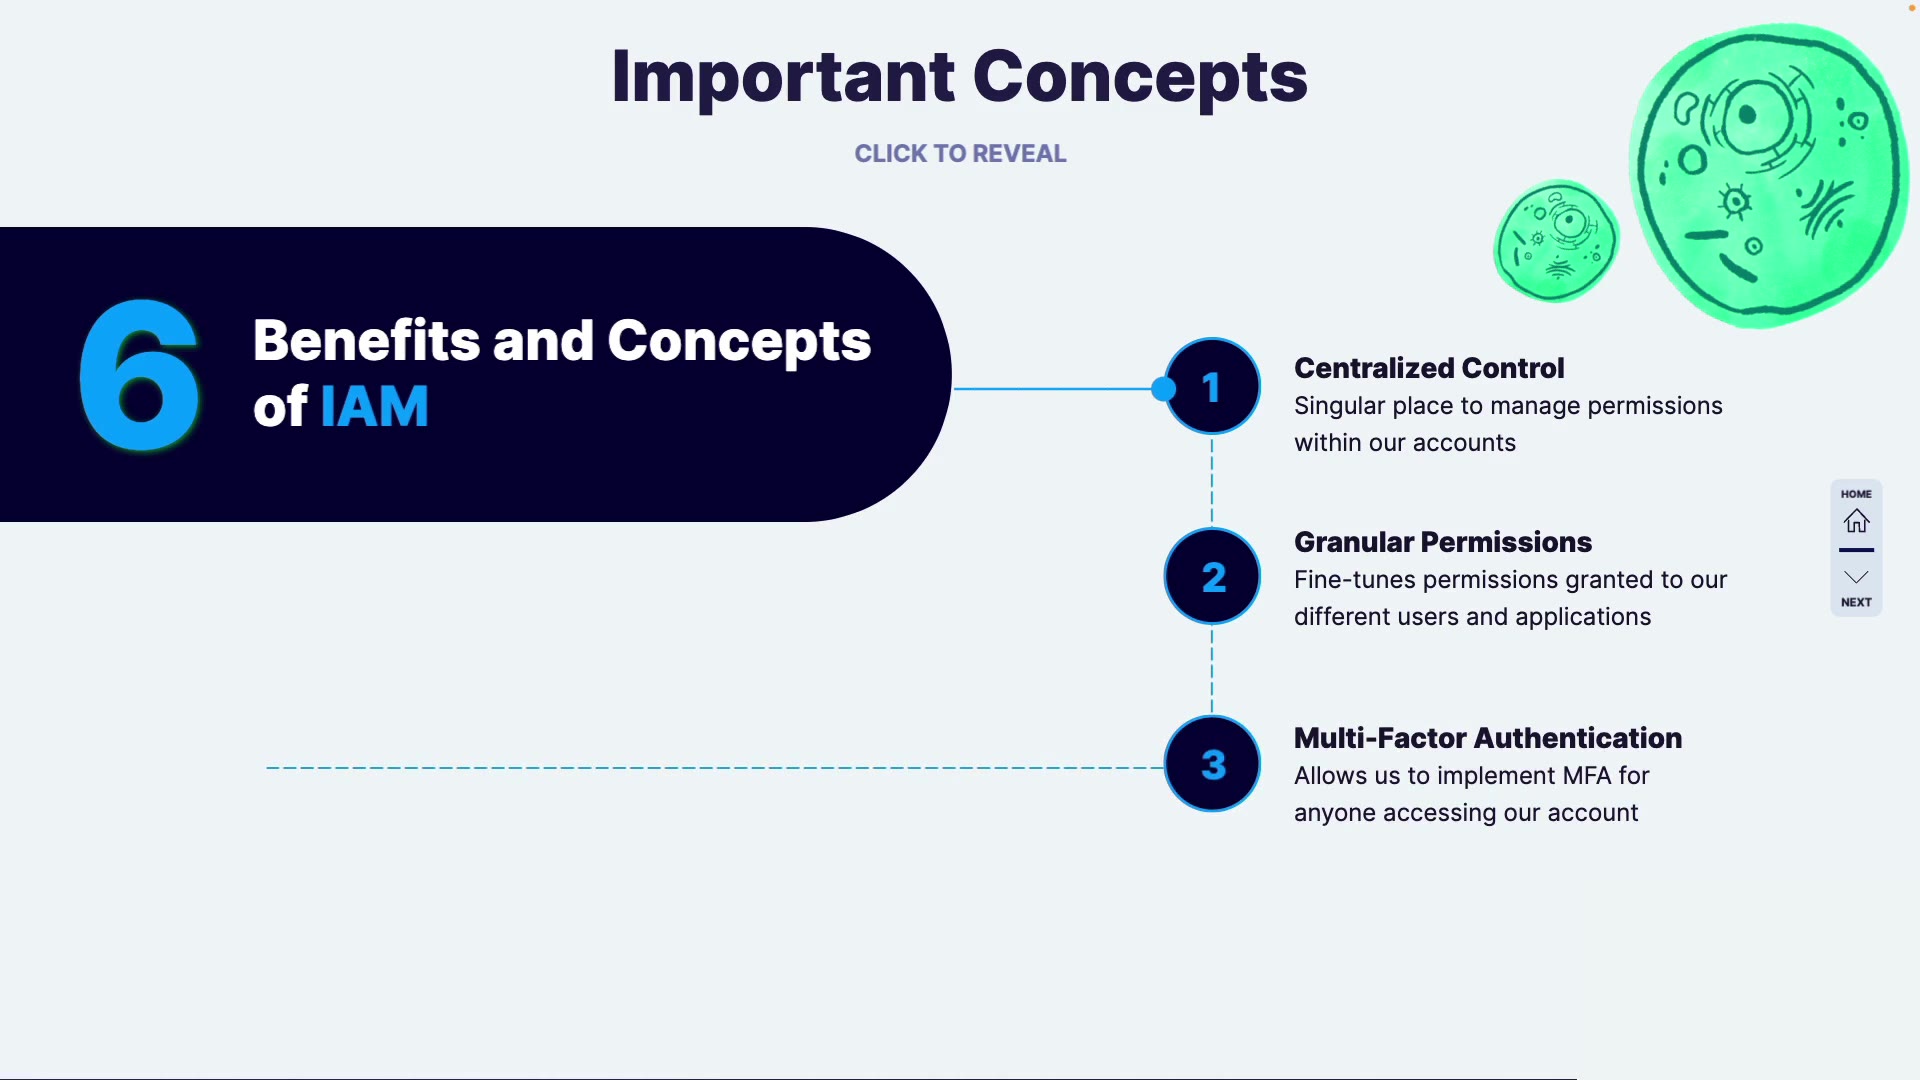 Important Concepts
CLICK TO REVEAL
6
Benefits and Concepts
of IAM
1
Centralized Control
Singular place to manage permissions
within our accounts
2
Granular Permissions
Fine-tunes permissions granted to our
different users and applications
3
Multi-Factor Authentication
Allows us to implement MFA for
anyone accessing our account
HOME
NEXT